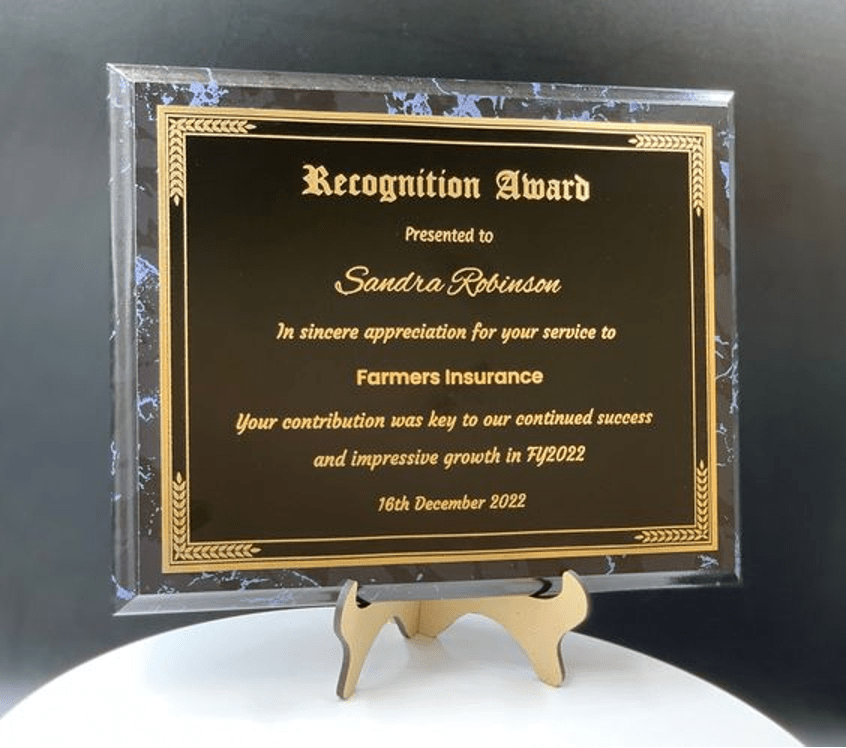 Recognition Award
Presented to
Sandra Robinson
In sincere appreciation for your service to
Farmers Insurance
Your contribution was key to our continued success
and impressive growth in FY2022
16th December 2022